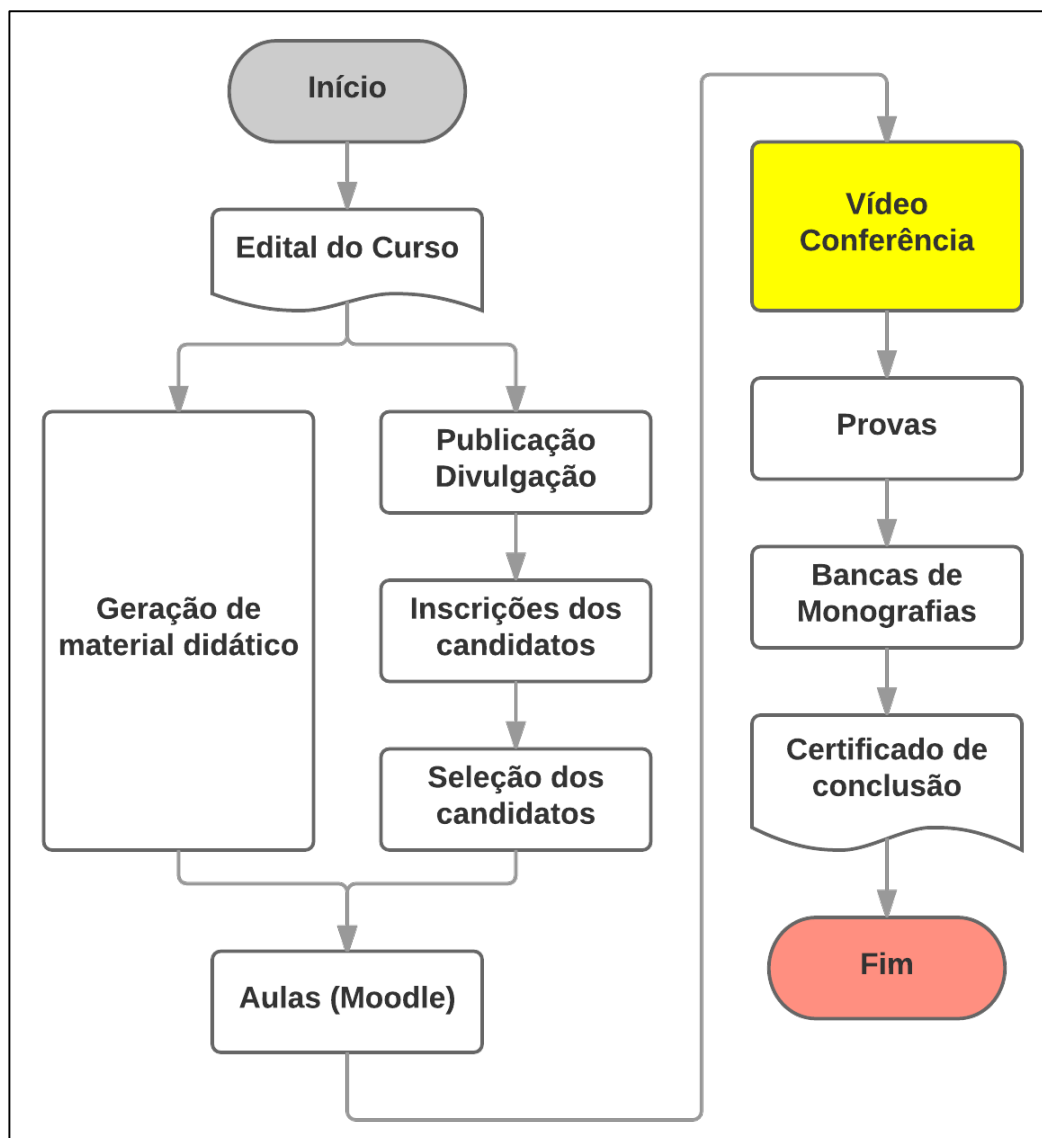 Início
Edital do Curso
Geração de
material didático
Publicação
Divulgação
Inscrições dos
candidatos
Seleção dos
candidatos
Aulas (Moodle)
Vídeo
Conferência
Provas
Bancas de
Monografias
Certificado de
conclusão
Fim